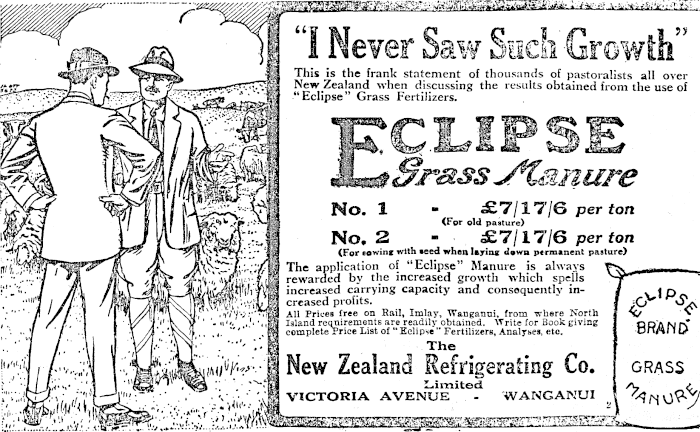 "I Never Saw Such Growth"
This is the frank statement of thousands of pastoralists all over
New Zealand when discussing the results obtained from the use of
"Eclipse" Grass Fertilizers.
ECLIPSE
Grass Manure
No. 1 - £7/17/6 per ton
(For old pasture)
No. 2 - £7/17/6 per ton
(For sowing with seed when laying down permanent pasture)
The application of "Eclipse" Manure is always
rewarded by the increased growth which spells
increased carrying capacity and consequently in-
creased profits.
All Prices free on Rail, Imlay, Wanganui, from where North
Island requirements are readily obtained. Write for Book giving
complete Price List of "Eclipse" Fertilizers, Analyses, etc.
The
New Zealand Refrigerating Co.
Limited
VICTORIA AVENUE - WANGANUI
2
ECLIPSE
BRAND
GRASS
MANURE